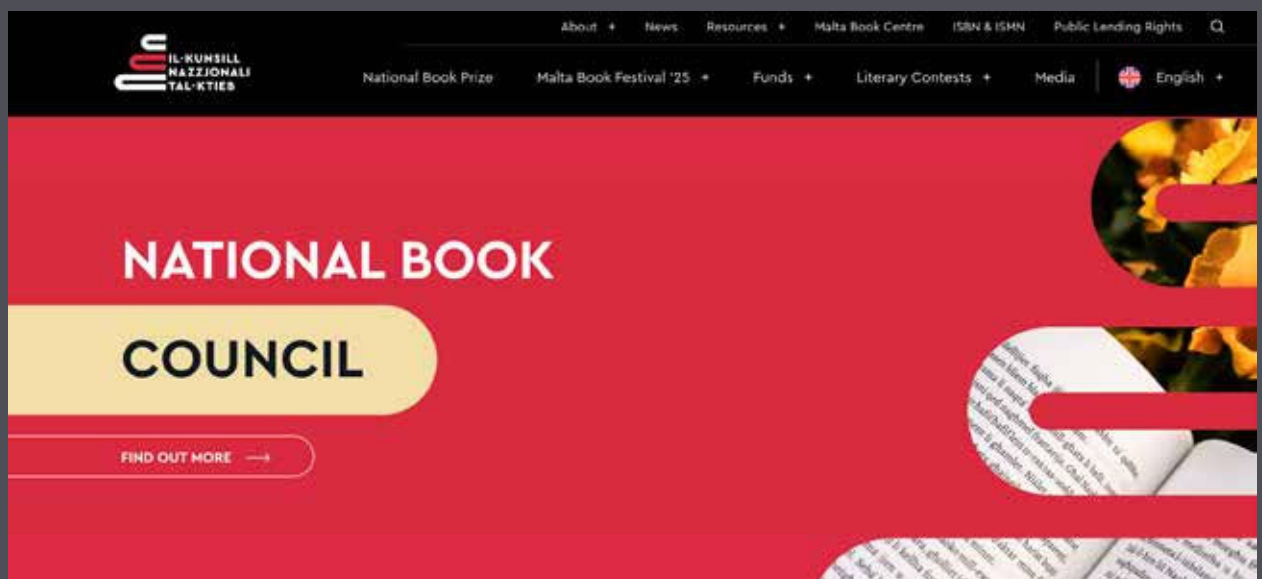 About + News Resources + Malta Book Centre ISBN & ISMN Public Lending Rights
IL-KUNSILL
NAZZJONALI
TAL-KTIEB
National Book Prize Malta Book Festival '25 + Funds + Literary Contests + Media English +
NATIONAL BOOK
COUNCIL
FIND OUT MORE →